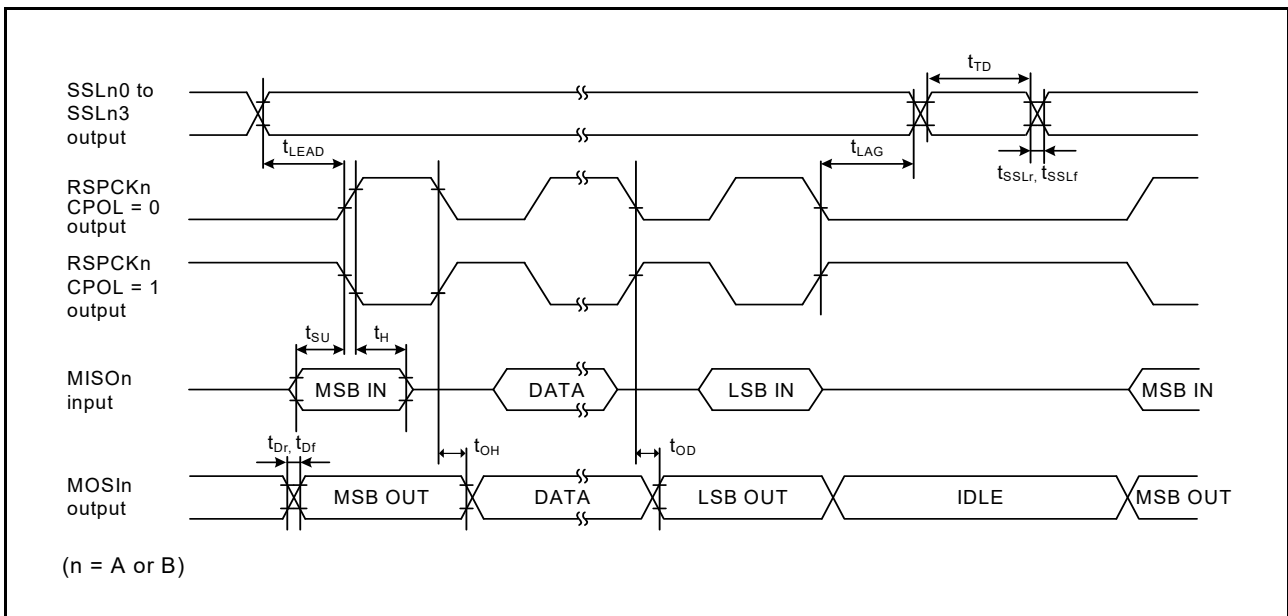 SSLn0 to
SSLn3
output
tTD
tLEAD
tLAG
tSSLr, tSSLf
RSPCKn
CPOL = 0
output
RSPCKn
CPOL = 1
output
tSU
tH
MISOn
input
MSB IN
DATA
LSB IN
MSB IN
tDr, tDf
tOH
tOD
MOSIn
output
MSB OUT
DATA
LSB OUT
IDLE
MSB OUT
(n = A or B)